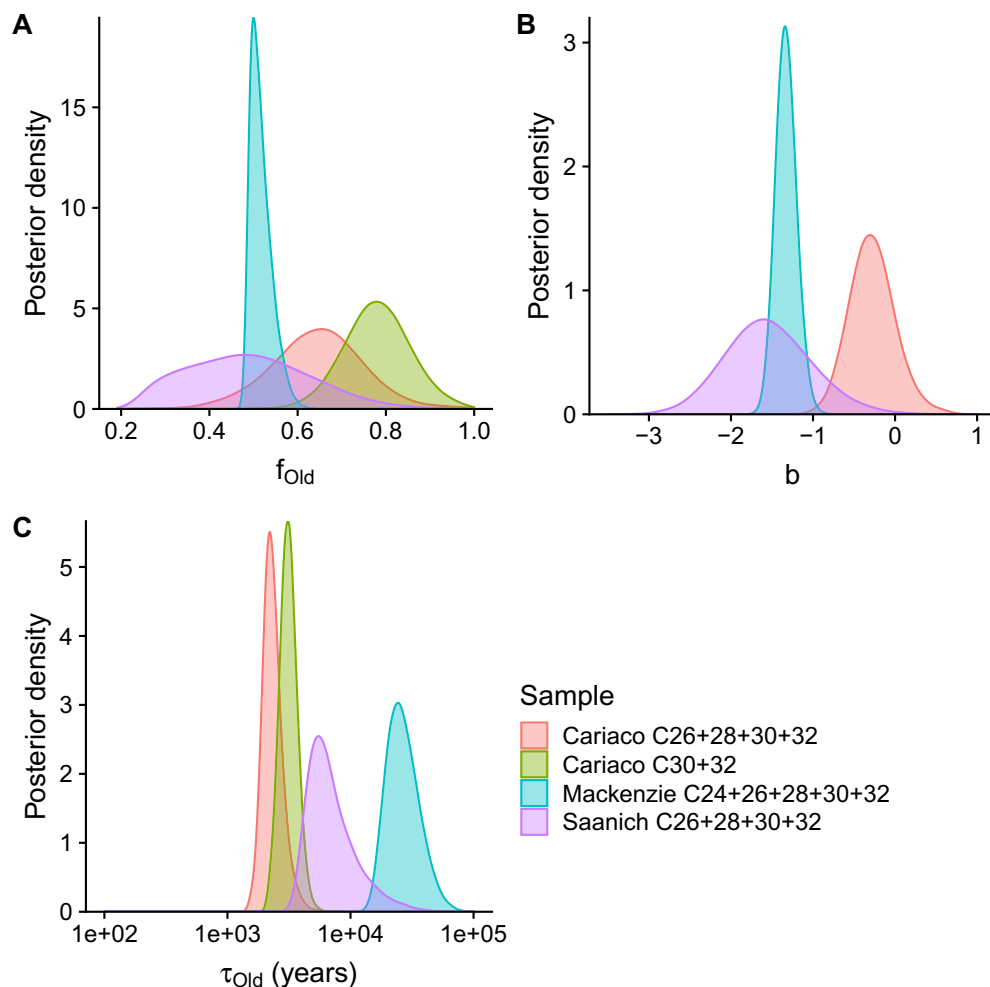 A
Posterior density
15
10
5
0
0.2 0.4 0.6 0.8 1.0
fOld
B
Posterior density
3
2
1
0
−3 −2 −1 0 1
b
C
Posterior density
5
4
3
2
1
0
1e+02 1e+03 1e+04 1e+05
τOld (years)
Sample
Cariaco C26+28+30+32
Cariaco C30+32
Mackenzie C24+26+28+30+32
Saanich C26+28+30+32